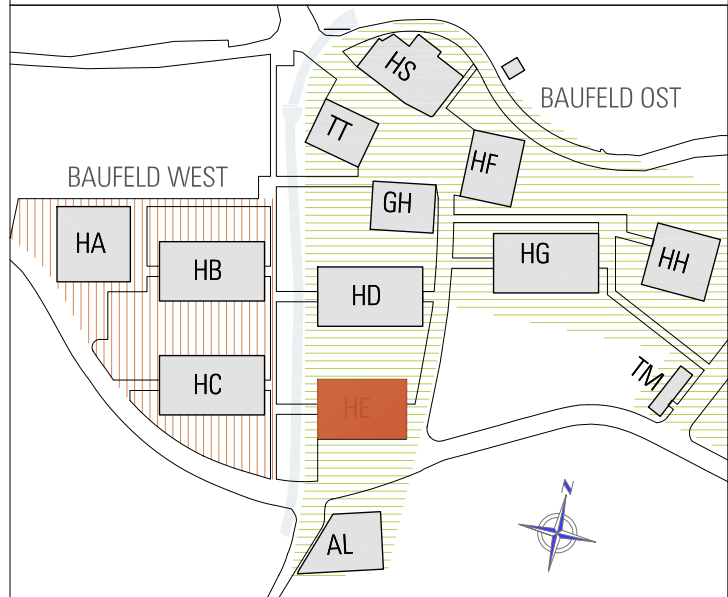 HS
BAUFELD OST
TT
HF
BAUFELD WEST
GH
HA
HB
HG
HH
HD
HC
HE
TM
N
AL